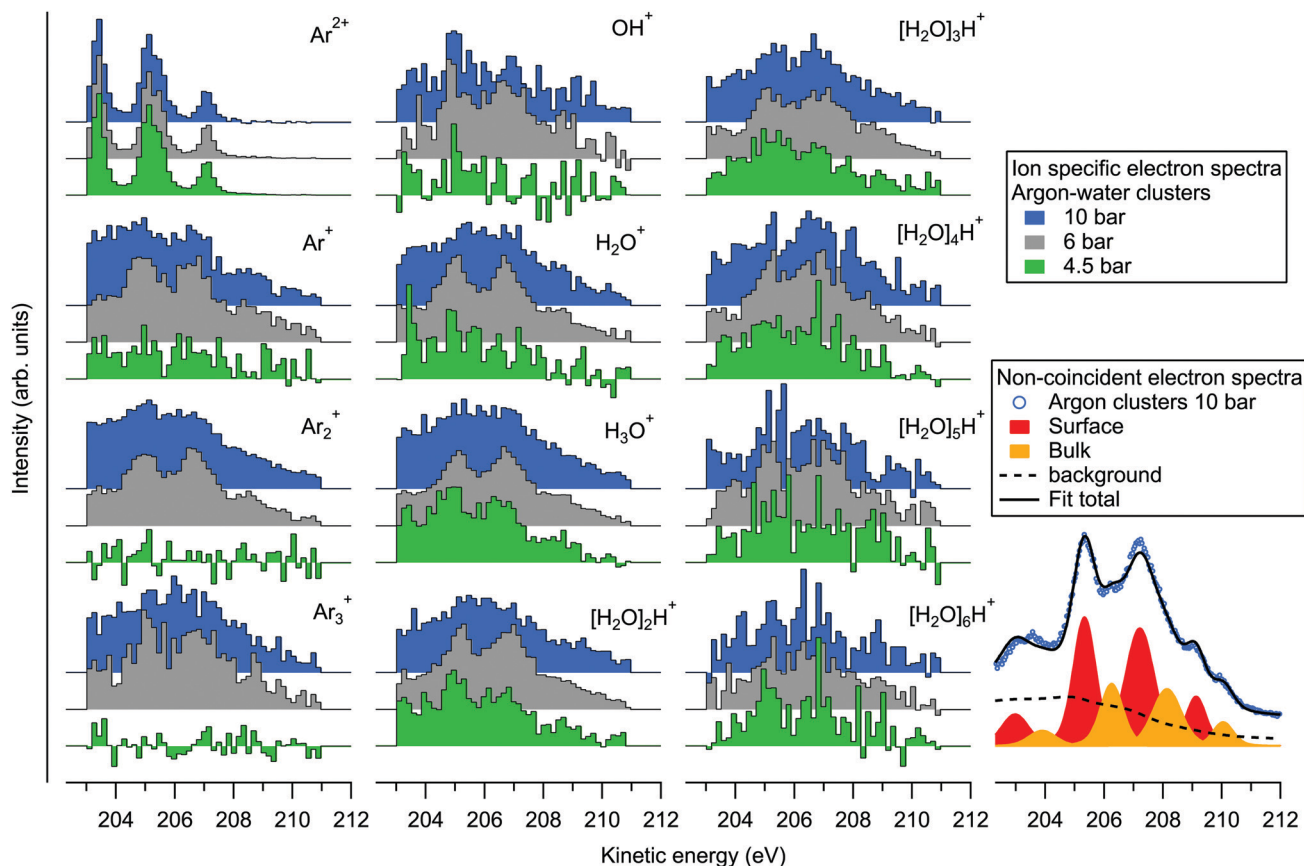 Intensity (arb. units)
Ar2+
OH+
[H2O]3H+
Ar+
H2O+
[H2O]4H+
Ar2+
H3O+
[H2O]5H+
Ar3+
[H2O]2H+
[H2O]6H+
Ion specific electron spectra
Argon-water clusters
10 bar
6 bar
4.5 bar
Non-coincident electron spectra
Argon clusters 10 bar
Surface
Bulk
background
Fit total
204 206 208 210 212
204 206 208 210 212
204 206 208 210 212
204 206 208 210 212
Kinetic energy (eV)